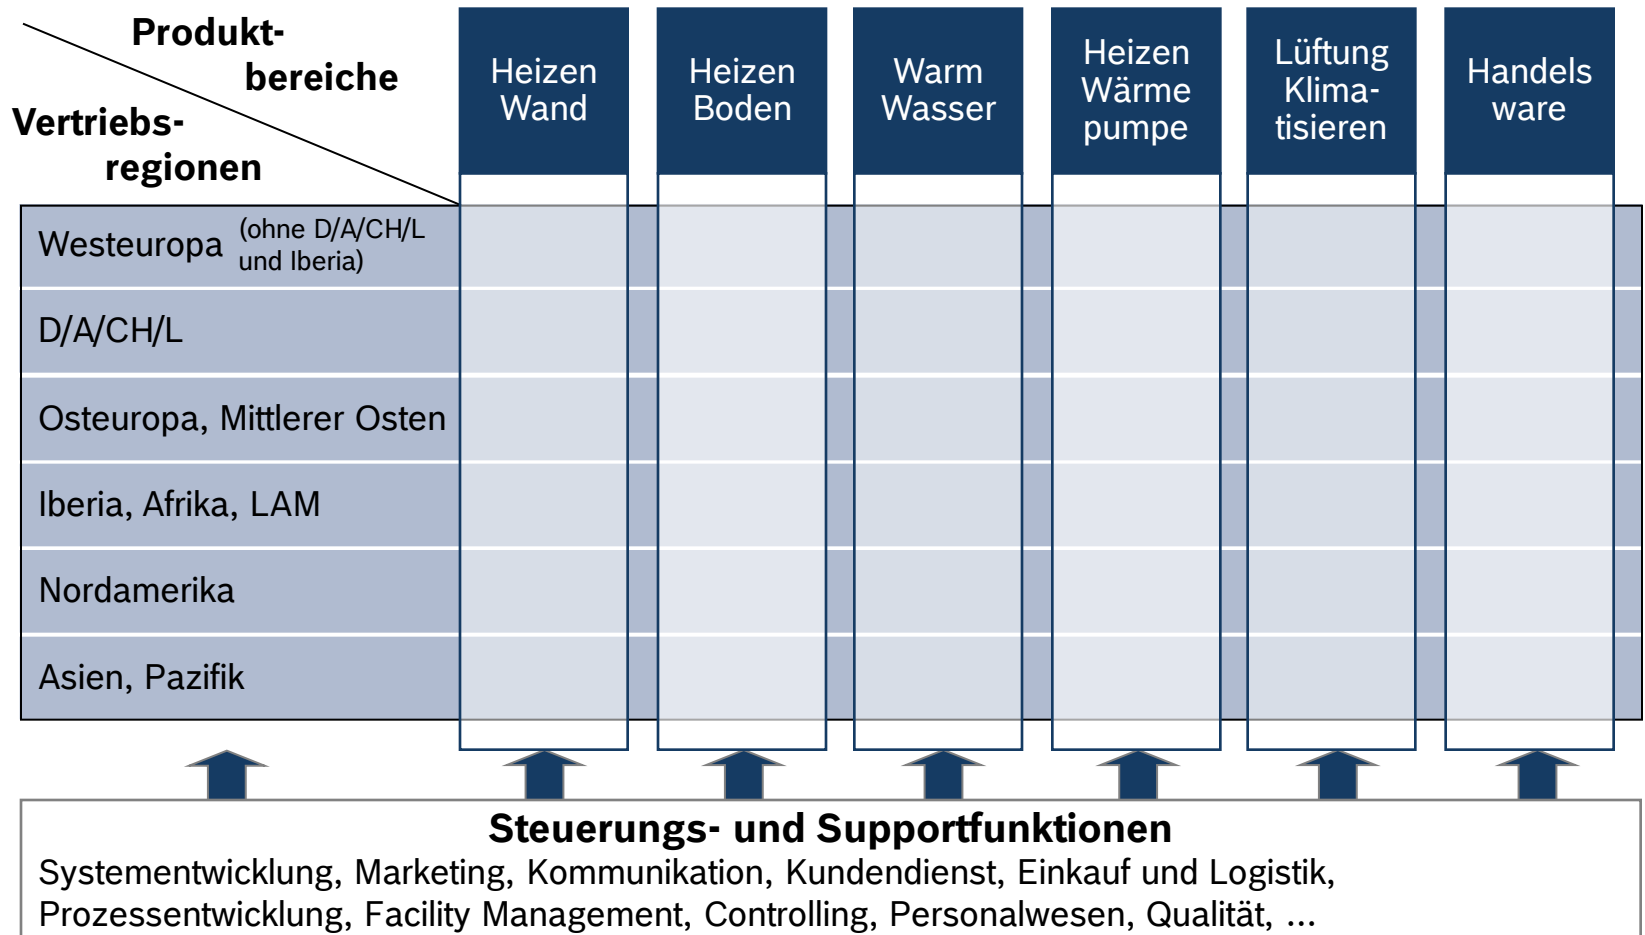 Produkt-
bereiche
Vertriebs-
regionen
Heizen
Wand
Heizen
Boden
Warm
Wasser
Heizen
Wärme
pumpe
Lüftung
Klima-
tisieren
Handels
ware
Westeuropa (ohne D/A/CH/L
und Iberia)
D/A/CH/L
Osteuropa, Mittlerer Osten
Iberia, Afrika, LAM
Nordamerika
Asien, Pazifik
Steuerungs- und Supportfunktionen
Systementwicklung, Marketing, Kommunikation, Kundendienst, Einkauf und Logistik,
Prozessentwicklung, Facility Management, Controlling, Personalwesen, Qualität, ...